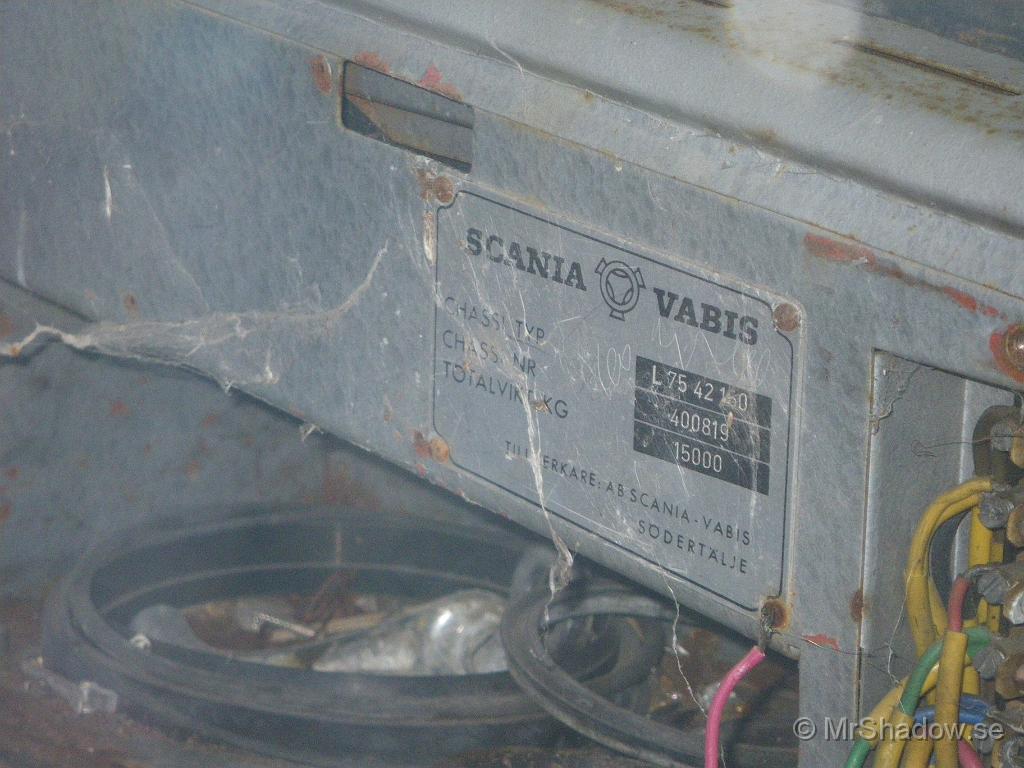 SCANIA VABIS
CHASSI TYP L 75 42 160
CHASSI NR 400819
TOTALVIKT KG 15000
TILLVERKARE: AB SCANIA-VABIS
SÖDERTÄLJE
© MrShadow.se